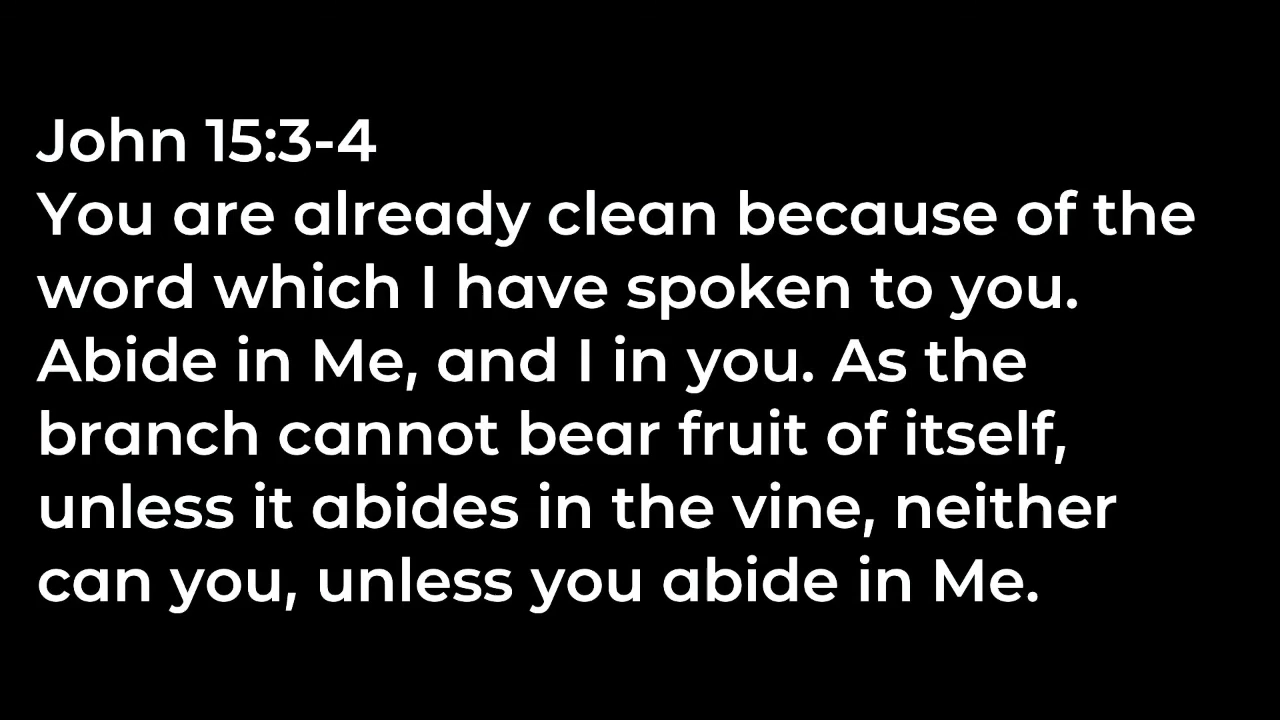 John 15:3-4
You are already clean because of the
word which I have spoken to you.
Abide in Me, and I in you. As the
branch cannot bear fruit of itself,
unless it abides in the vine, neither
can you, unless you abide in Me.